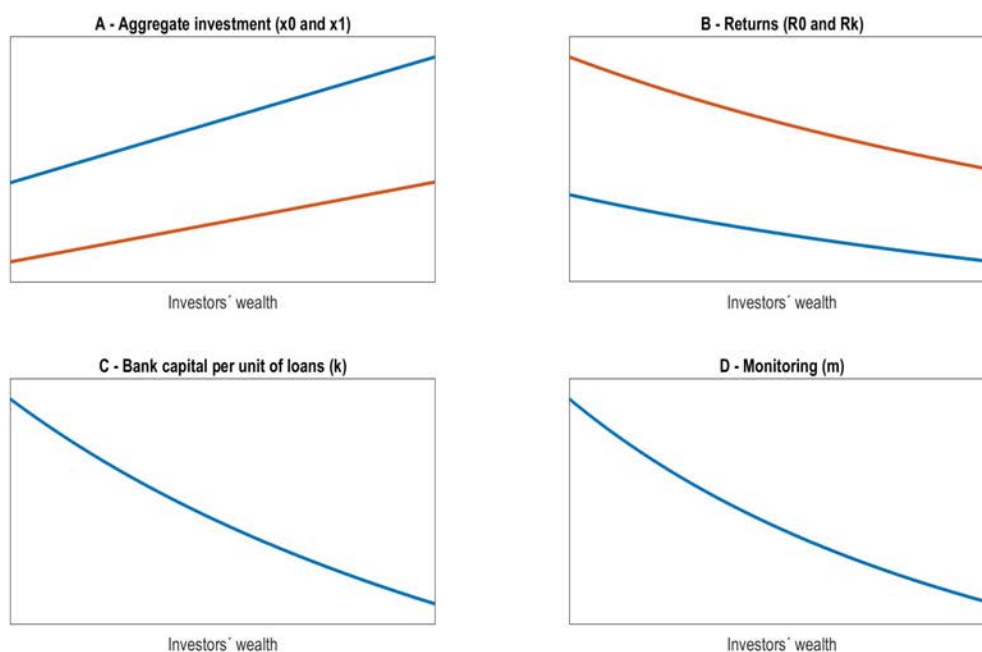 A - Aggregate investment (x0 and x1)
Investors´ wealth
B - Returns (R0 and Rk)
Investors´ wealth
C - Bank capital per unit of loans (k)
Investors´ wealth
D - Monitoring (m)
Investors´ wealth